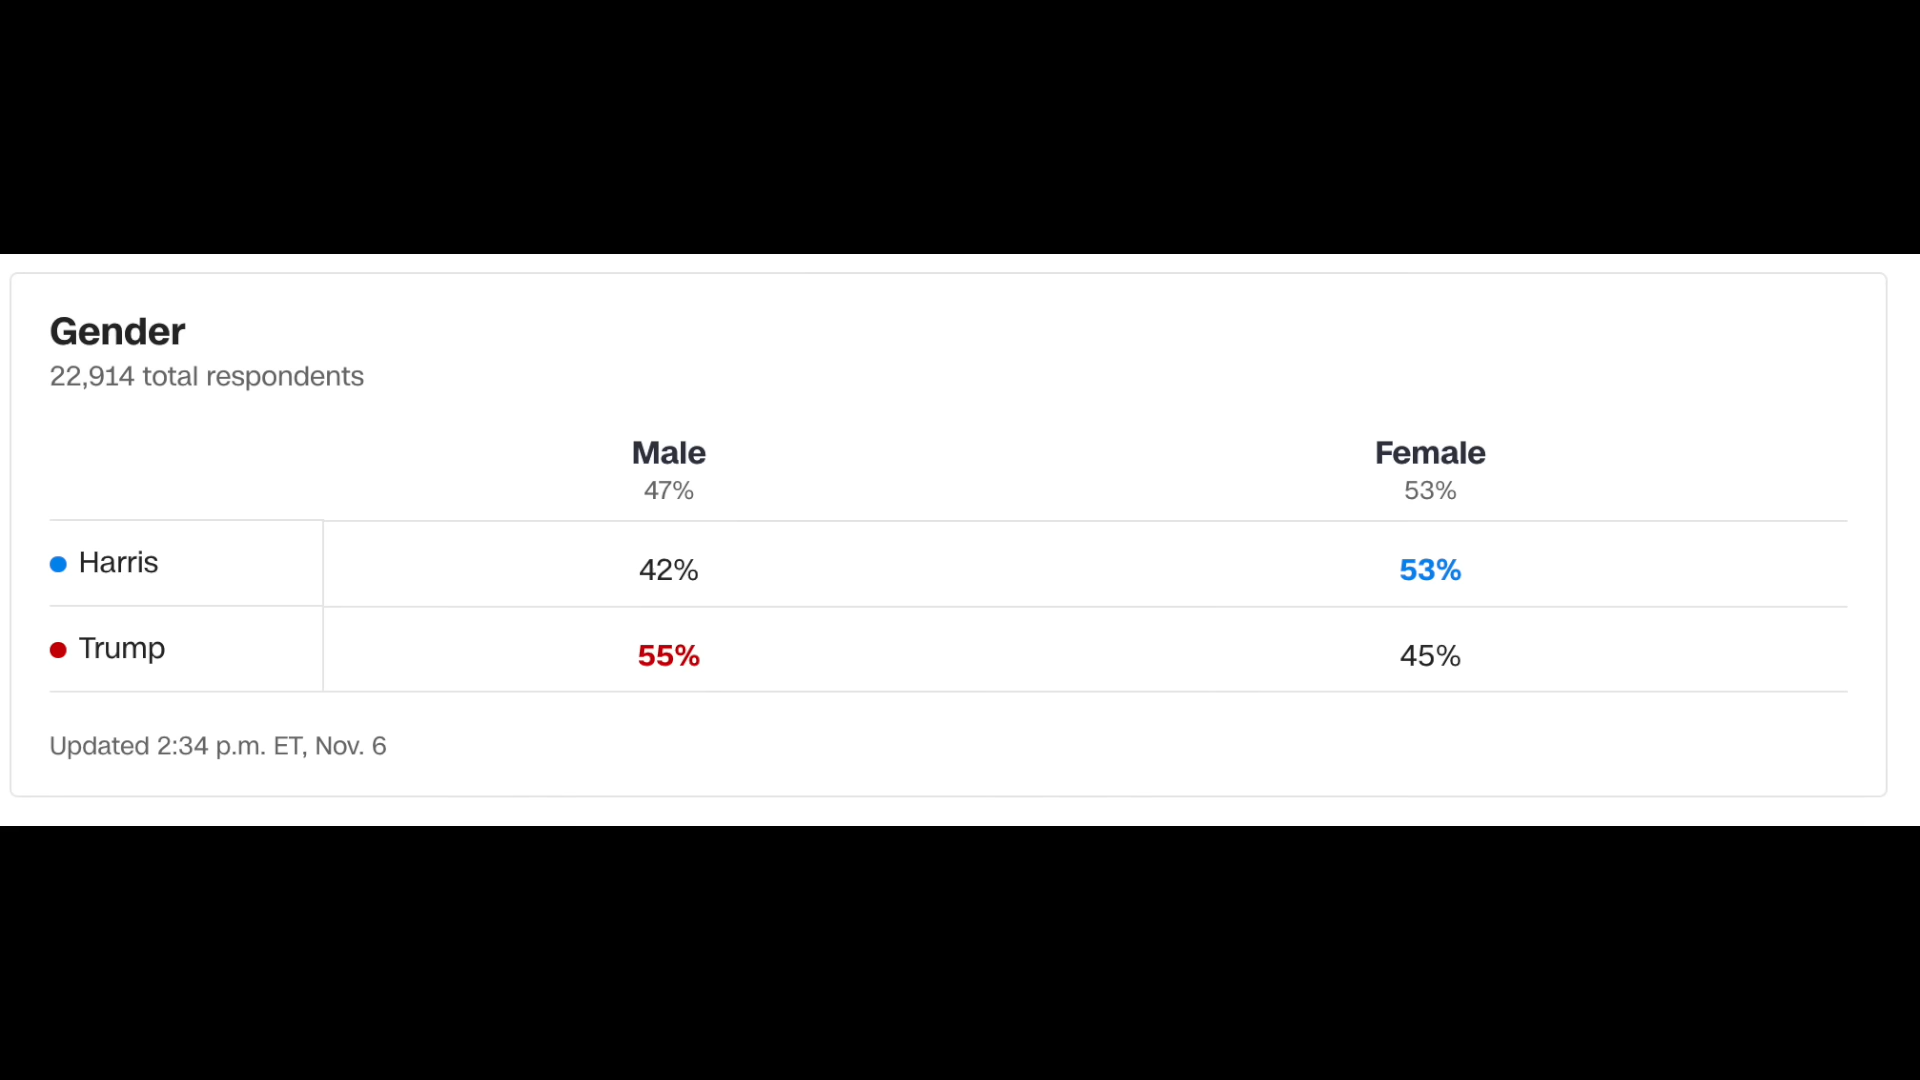 Gender
22,914 total respondents
Male Female
47% 53%
Harris 42% 53%
Trump 55% 45%
Updated 2:34 p.m. ET, Nov. 6